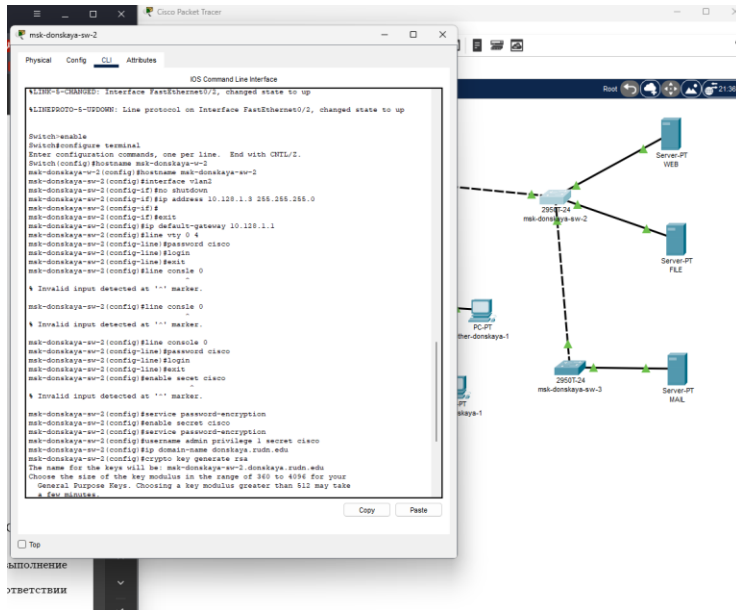 Cisco Packet Tracer
msk-donskaya-sw-2
Physical Config CLI Attributes
IOS Command Line Interface
%LINK-5-CHANGED: Interface FastEthernet0/2, changed state to up
%LINEPROTO-5-UPDOWN: Line protocol on Interface FastEthernet0/2, changed state to up
Switch>enable
Switch#configure terminal
Enter configuration commands, one per line. End with CNTL/Z.
Switch(config)#hostname msk-donskaya-w-2
msk-donskaya-w-2(config)#hostname msk-donskaya-sw-2
msk-donskaya-sw-2(config)#interface vlan2
msk-donskaya-sw-2(config-if)#no shutdown
msk-donskaya-sw-2(config-if)#ip address 10.128.1.3 255.255.255.0
msk-donskaya-sw-2(config-if)#
msk-donskaya-sw-2(config-if)#exit
msk-donskaya-sw-2(config)#ip default-gateway 10.128.1.1
msk-donskaya-sw-2(config)#line vty 0 4
msk-donskaya-sw-2(config-line)#password cisco
msk-donskaya-sw-2(config-line)#login
msk-donskaya-sw-2(config-line)#exit
msk-donskaya-sw-2(config)#line consle 0
^
% Invalid input detected at '^' marker.
msk-donskaya-sw-2(config)#line consle 0
^
% Invalid input detected at '^' marker.
msk-donskaya-sw-2(config)#line console 0
msk-donskaya-sw-2(config-line)#password cisco
msk-donskaya-sw-2(config-line)#login
msk-donskaya-sw-2(config-line)#exit
msk-donskaya-sw-2(config)#enable secet cisco
^
% Invalid input detected at '^' marker.
msk-donskaya-sw-2(config)#service password-encryption
msk-donskaya-sw-2(config)#enable secret cisco
msk-donskaya-sw-2(config)#service password-encryption
msk-donskaya-sw-2(config)#username admin privilege 1 secret cisco
msk-donskaya-sw-2(config)#ip domain-name donskaya.rudn.edu
msk-donskaya-sw-2(config)#crypto key generate rsa
The name for the keys will be: msk-donskaya-sw-2.donskaya.rudn.edu
Choose the size of the key modulus in the range of 360 to 4096 for your
General Purpose Keys. Choosing a key modulus greater than 512 may take
a few minutes.
Copy Paste
Top
Root 21:36
Server-PT
WEB
2950T-24
msk-donskaya-sw-2
Server-PT
FILE
PC-PT
ther-donskaya-1
2950T-24
msk-donskaya-sw-3
Server-PT
MAIL
-PT
skaya-1
выполнение
ответствии